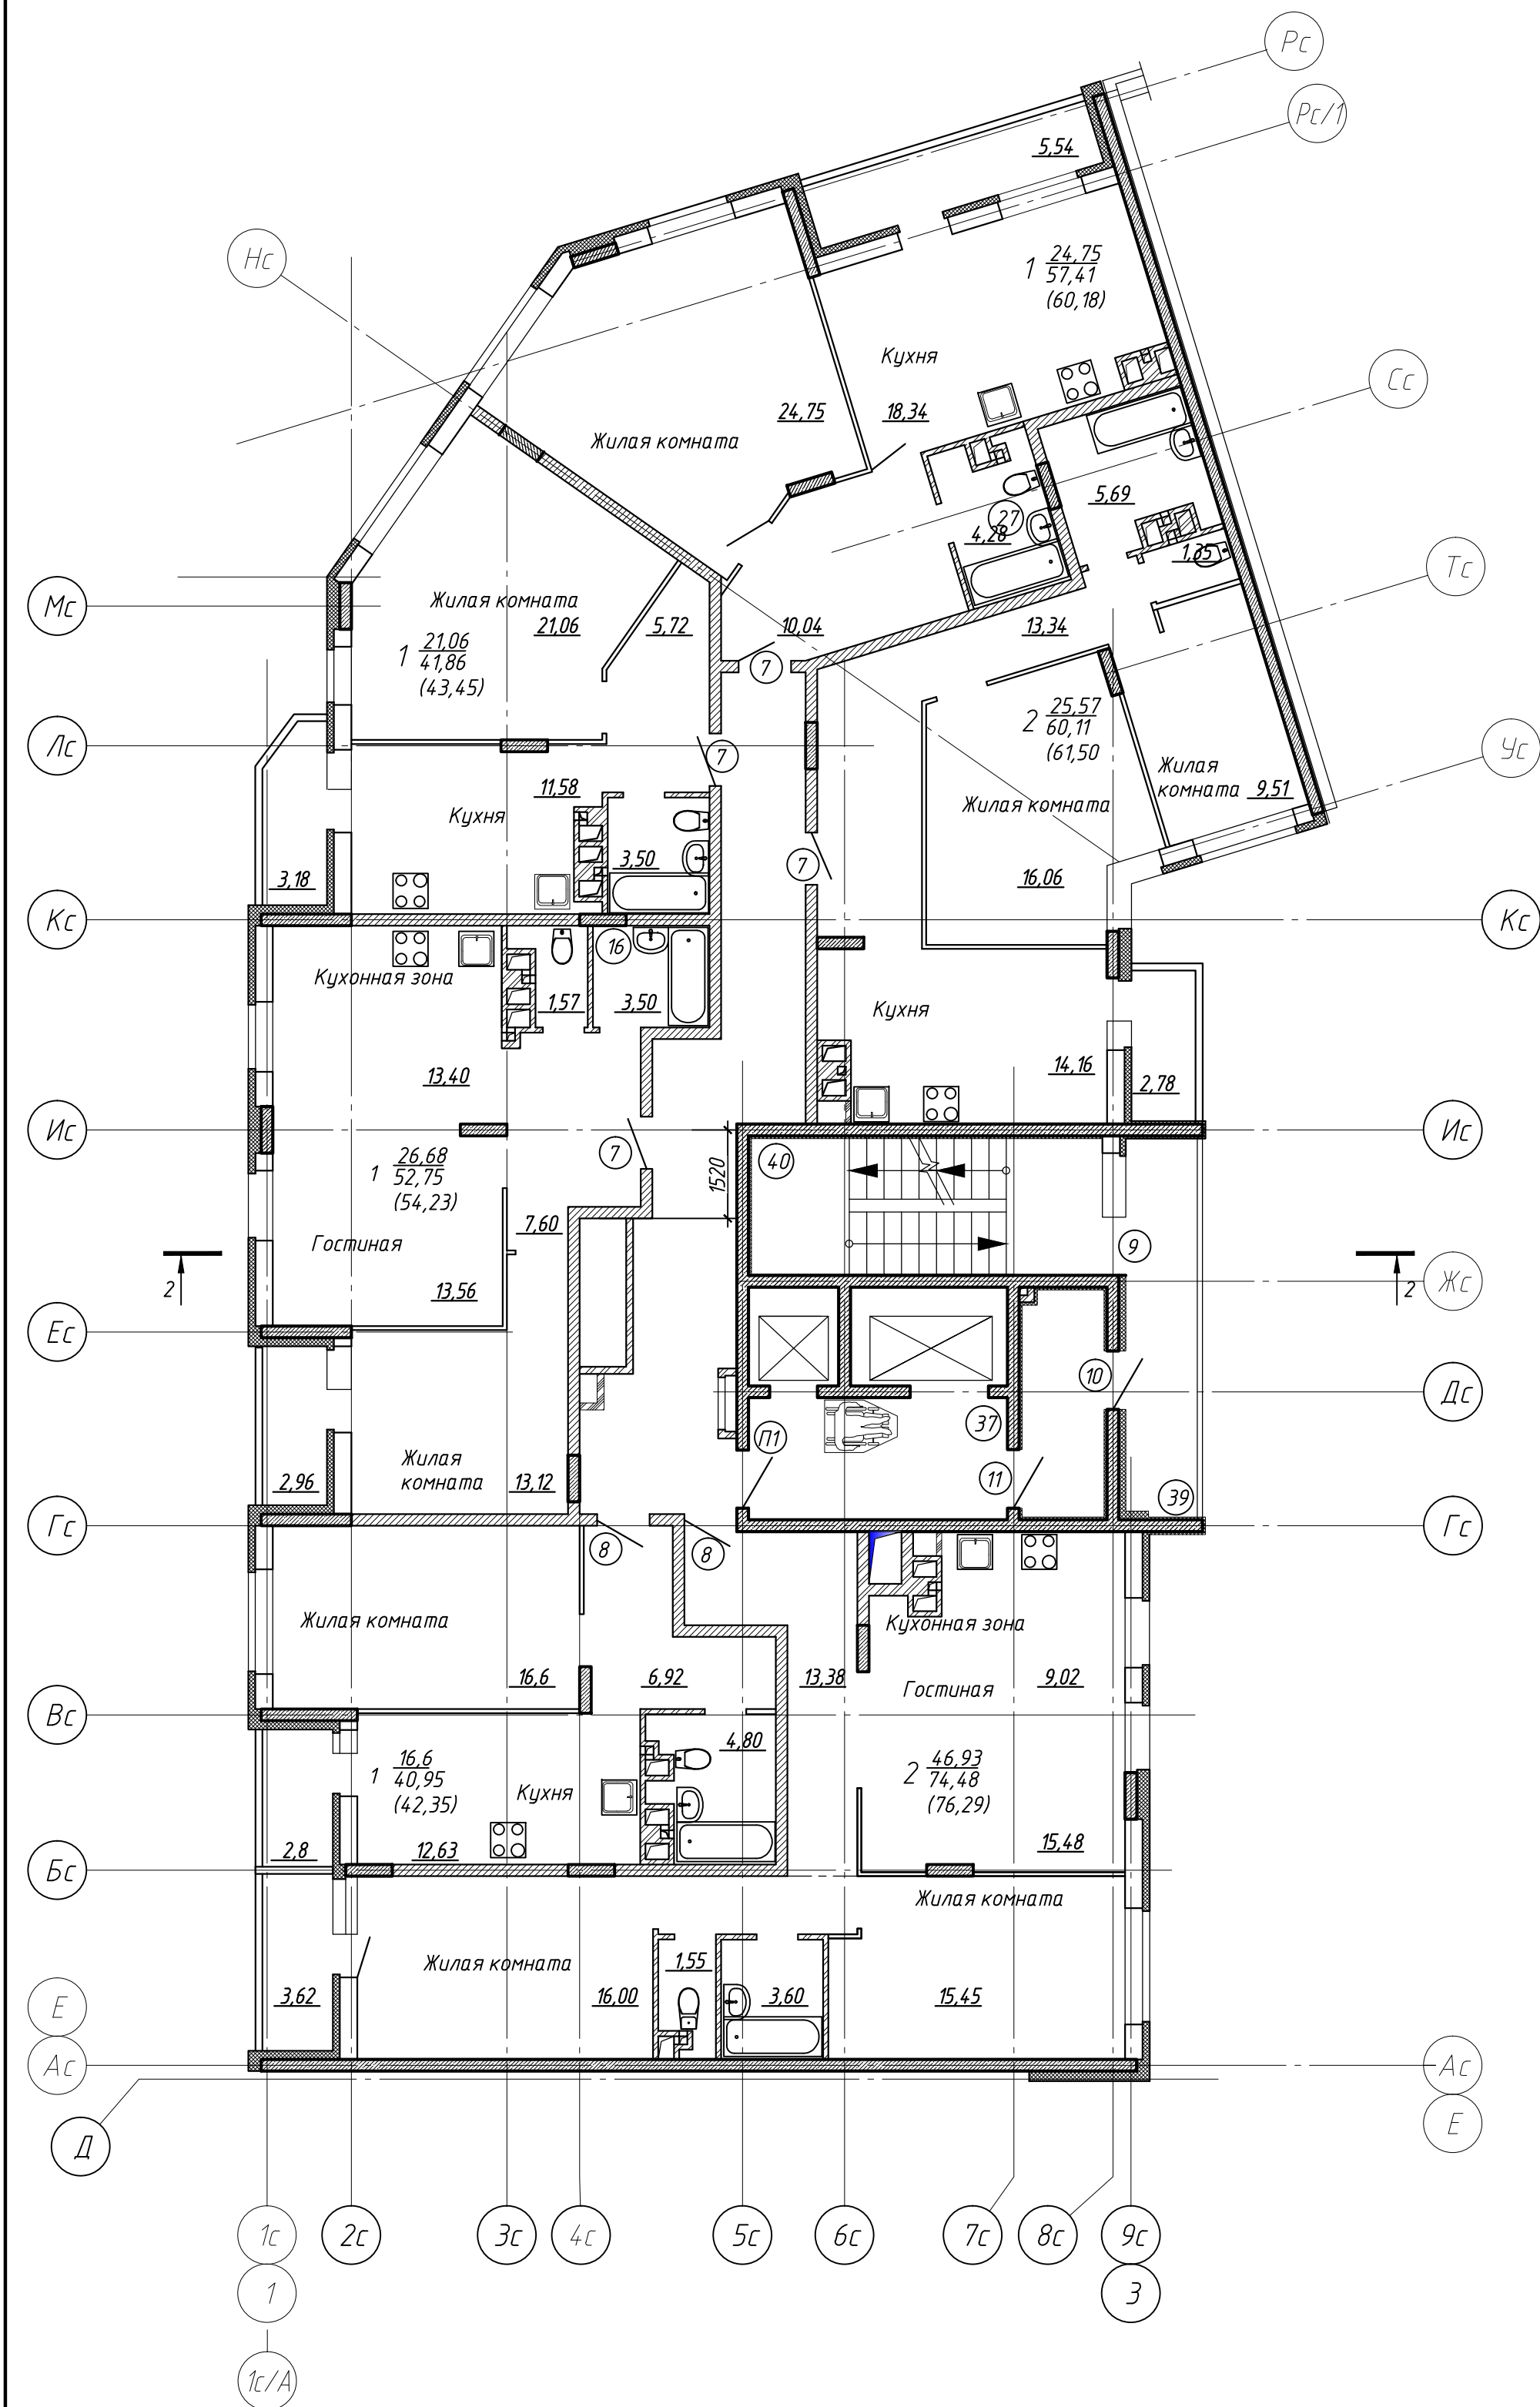 Рс
Рс/1
5,54
Нс
1 24,75
57,41
(60,18)
Кухня
Сс
24,75
18,34
Жилая комната
5,69
27
4,28
1,35
Тс
Мс
Жилая комната
21,06
5,72
10,04
13,34
1 21,06
41,86
(43,45)
7
2 25,57
60,11
(61,50
Лс
7
Ус
Жилая
комната 9,51
11,58
Жилая комната
Кухня
3,50
7
3,18
16,06
Кс
Кс
16
Кухонная зона
1,57
3,50
Кухня
13,40
14,16
2,78
Ис
Ис
7
1520
40
1 26,68
52,75
(54,23)
7,60
Гостиная
9
2
2
Жс
13,56
Ес
10
Дс
37
П1
Жилая
комната
2,96
13,12
11
39
Гс
Гс
8
8
Жилая комната
Кухонная зона
16,6
6,92
13,38
Гостиная
9,02
Вс
4,80
1 16,6
40,95
(42,35)
Кухня
2 46,93
74,48
(76,29)
2,8
12,63
15,48
Бс
Жилая комната
Жилая комната
1,55
3,62
16,00
3,60
15,45
Е
Ас
Ас
Е
Д
1с
2с
3с
4с
5с
6с
7с
8с
9с
1
3
1с/А